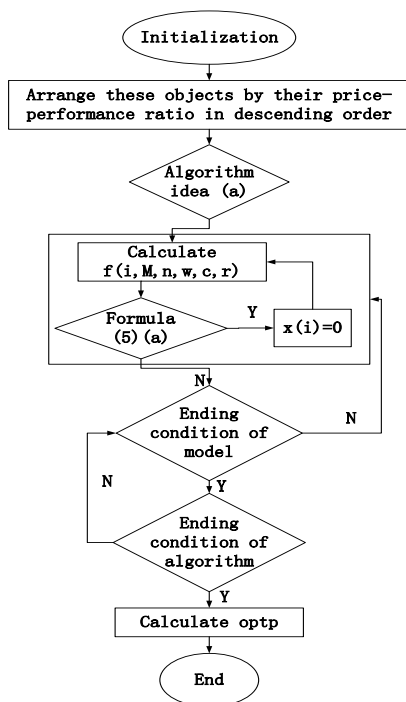 Initialization
Arrange these objects by their price-
performance ratio in descending order
Algorithm
idea (a)
Calculate
f(i,M,n,w,c,r)
Formula
(5)(a)
Y
x(i)=0
N
Ending
condition of
model
N
N
Y
Ending
condition of
algorithm
Y
Calculate optp
End